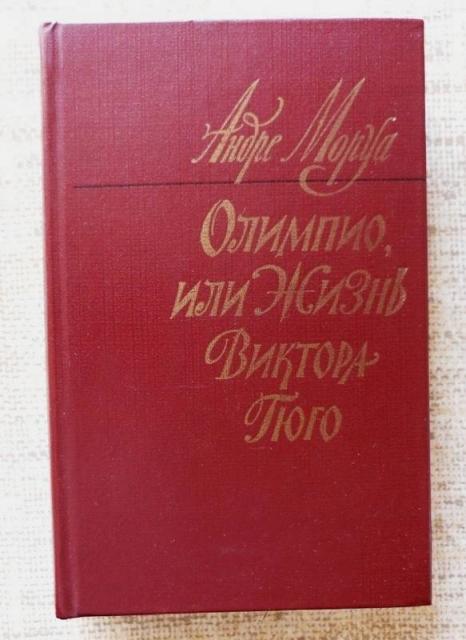 Андре Моруа
Олимпио,
или Жизнь
Виктора
Гюго